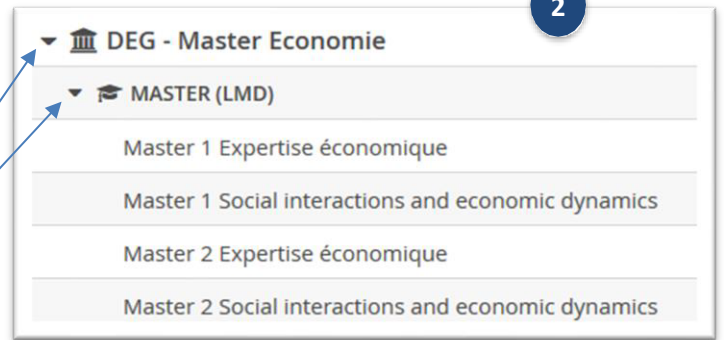 2
DEG - Master Economie
MASTER (LMD)
Master 1 Expertise économique
Master 1 Social interactions and economic dynamics
Master 2 Expertise économique
Master 2 Social interactions and economic dynamics